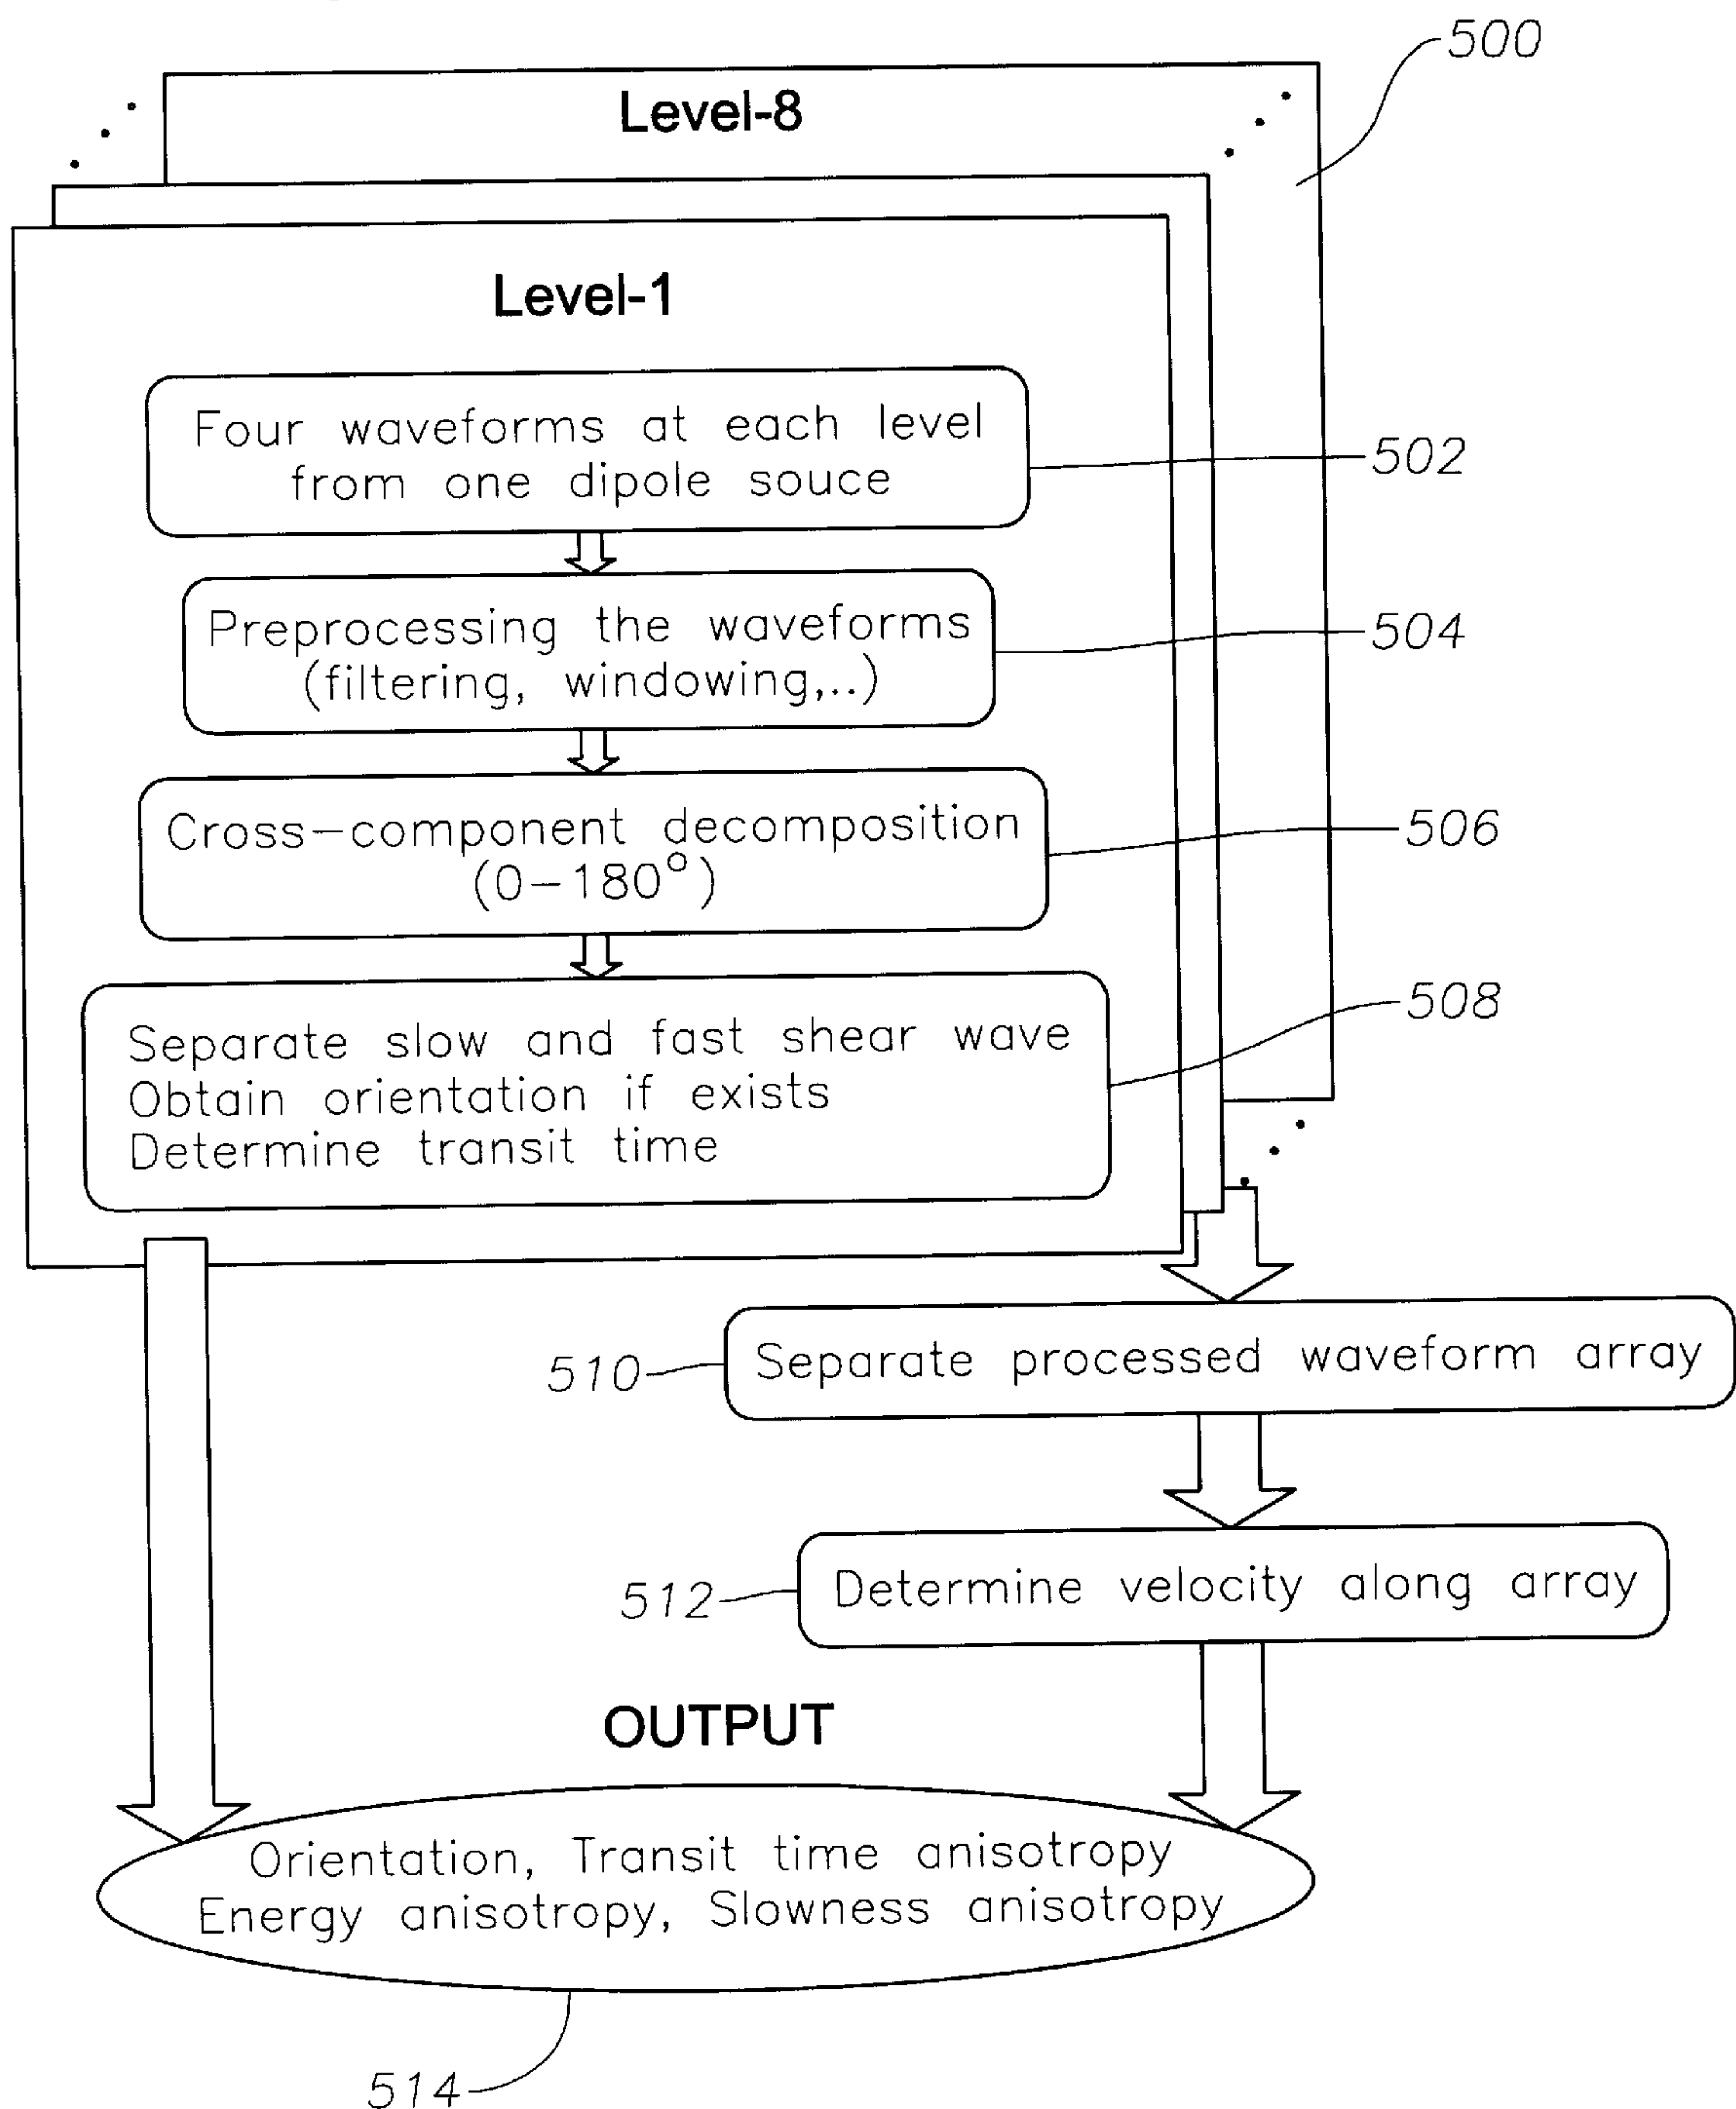 500
Level-8
Level-1
Four waveforms at each level
from one dipole souce
502
Preprocessing the waveforms
(filtering, windowing,..)
504
Cross-component decomposition
(0-180°)
506
Separate slow and fast shear wave
Obtain orientation if exists
Determine transit time
508
510
Separate processed waveform array
512
Determine velocity along array
OUTPUT
Orientation, Transit time anisotropy
Energy anisotropy, Slowness anisotropy
514